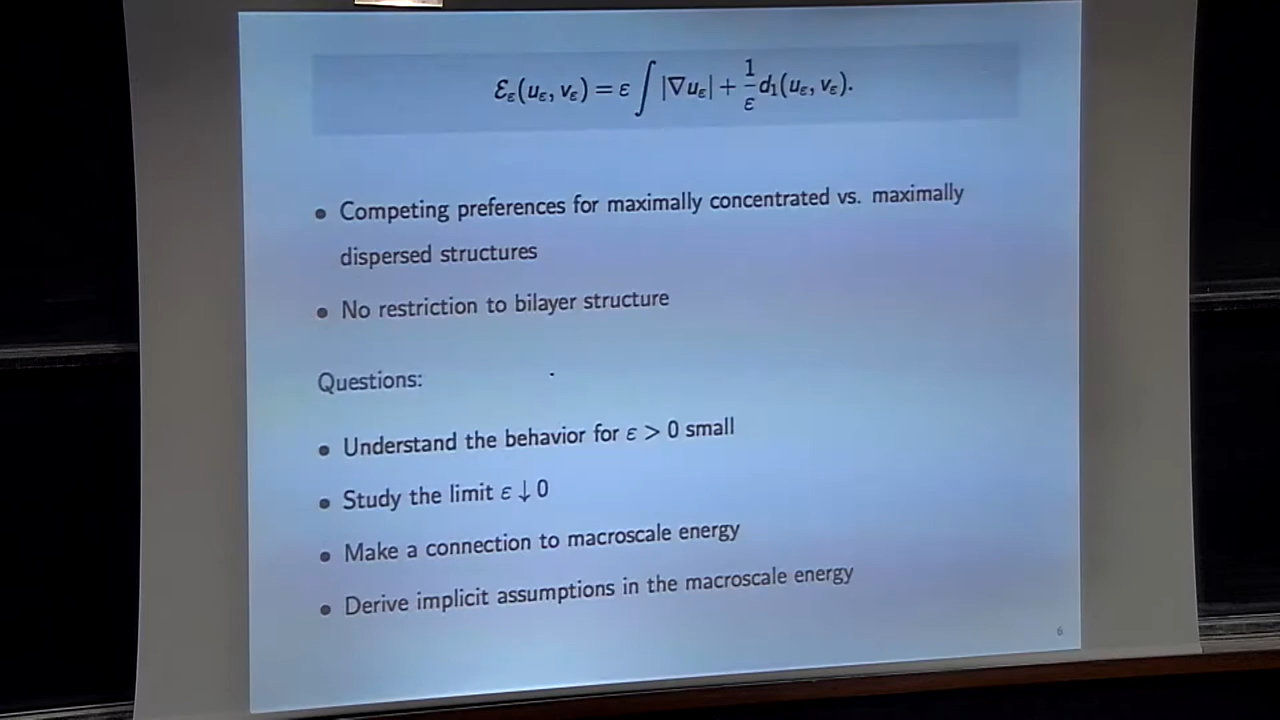 ℰ_ε(u_ε, v_ε) = ε ∫ |∇u_ε| + 1/ε d₁(u_ε, v_ε).
• Competing preferences for maximally concentrated vs. maximally
dispersed structures
• No restriction to bilayer structure
Questions:
• Understand the behavior for ε > 0 small
• Study the limit ε ↓ 0
• Make a connection to macroscale energy
• Derive implicit assumptions in the macroscale energy
6